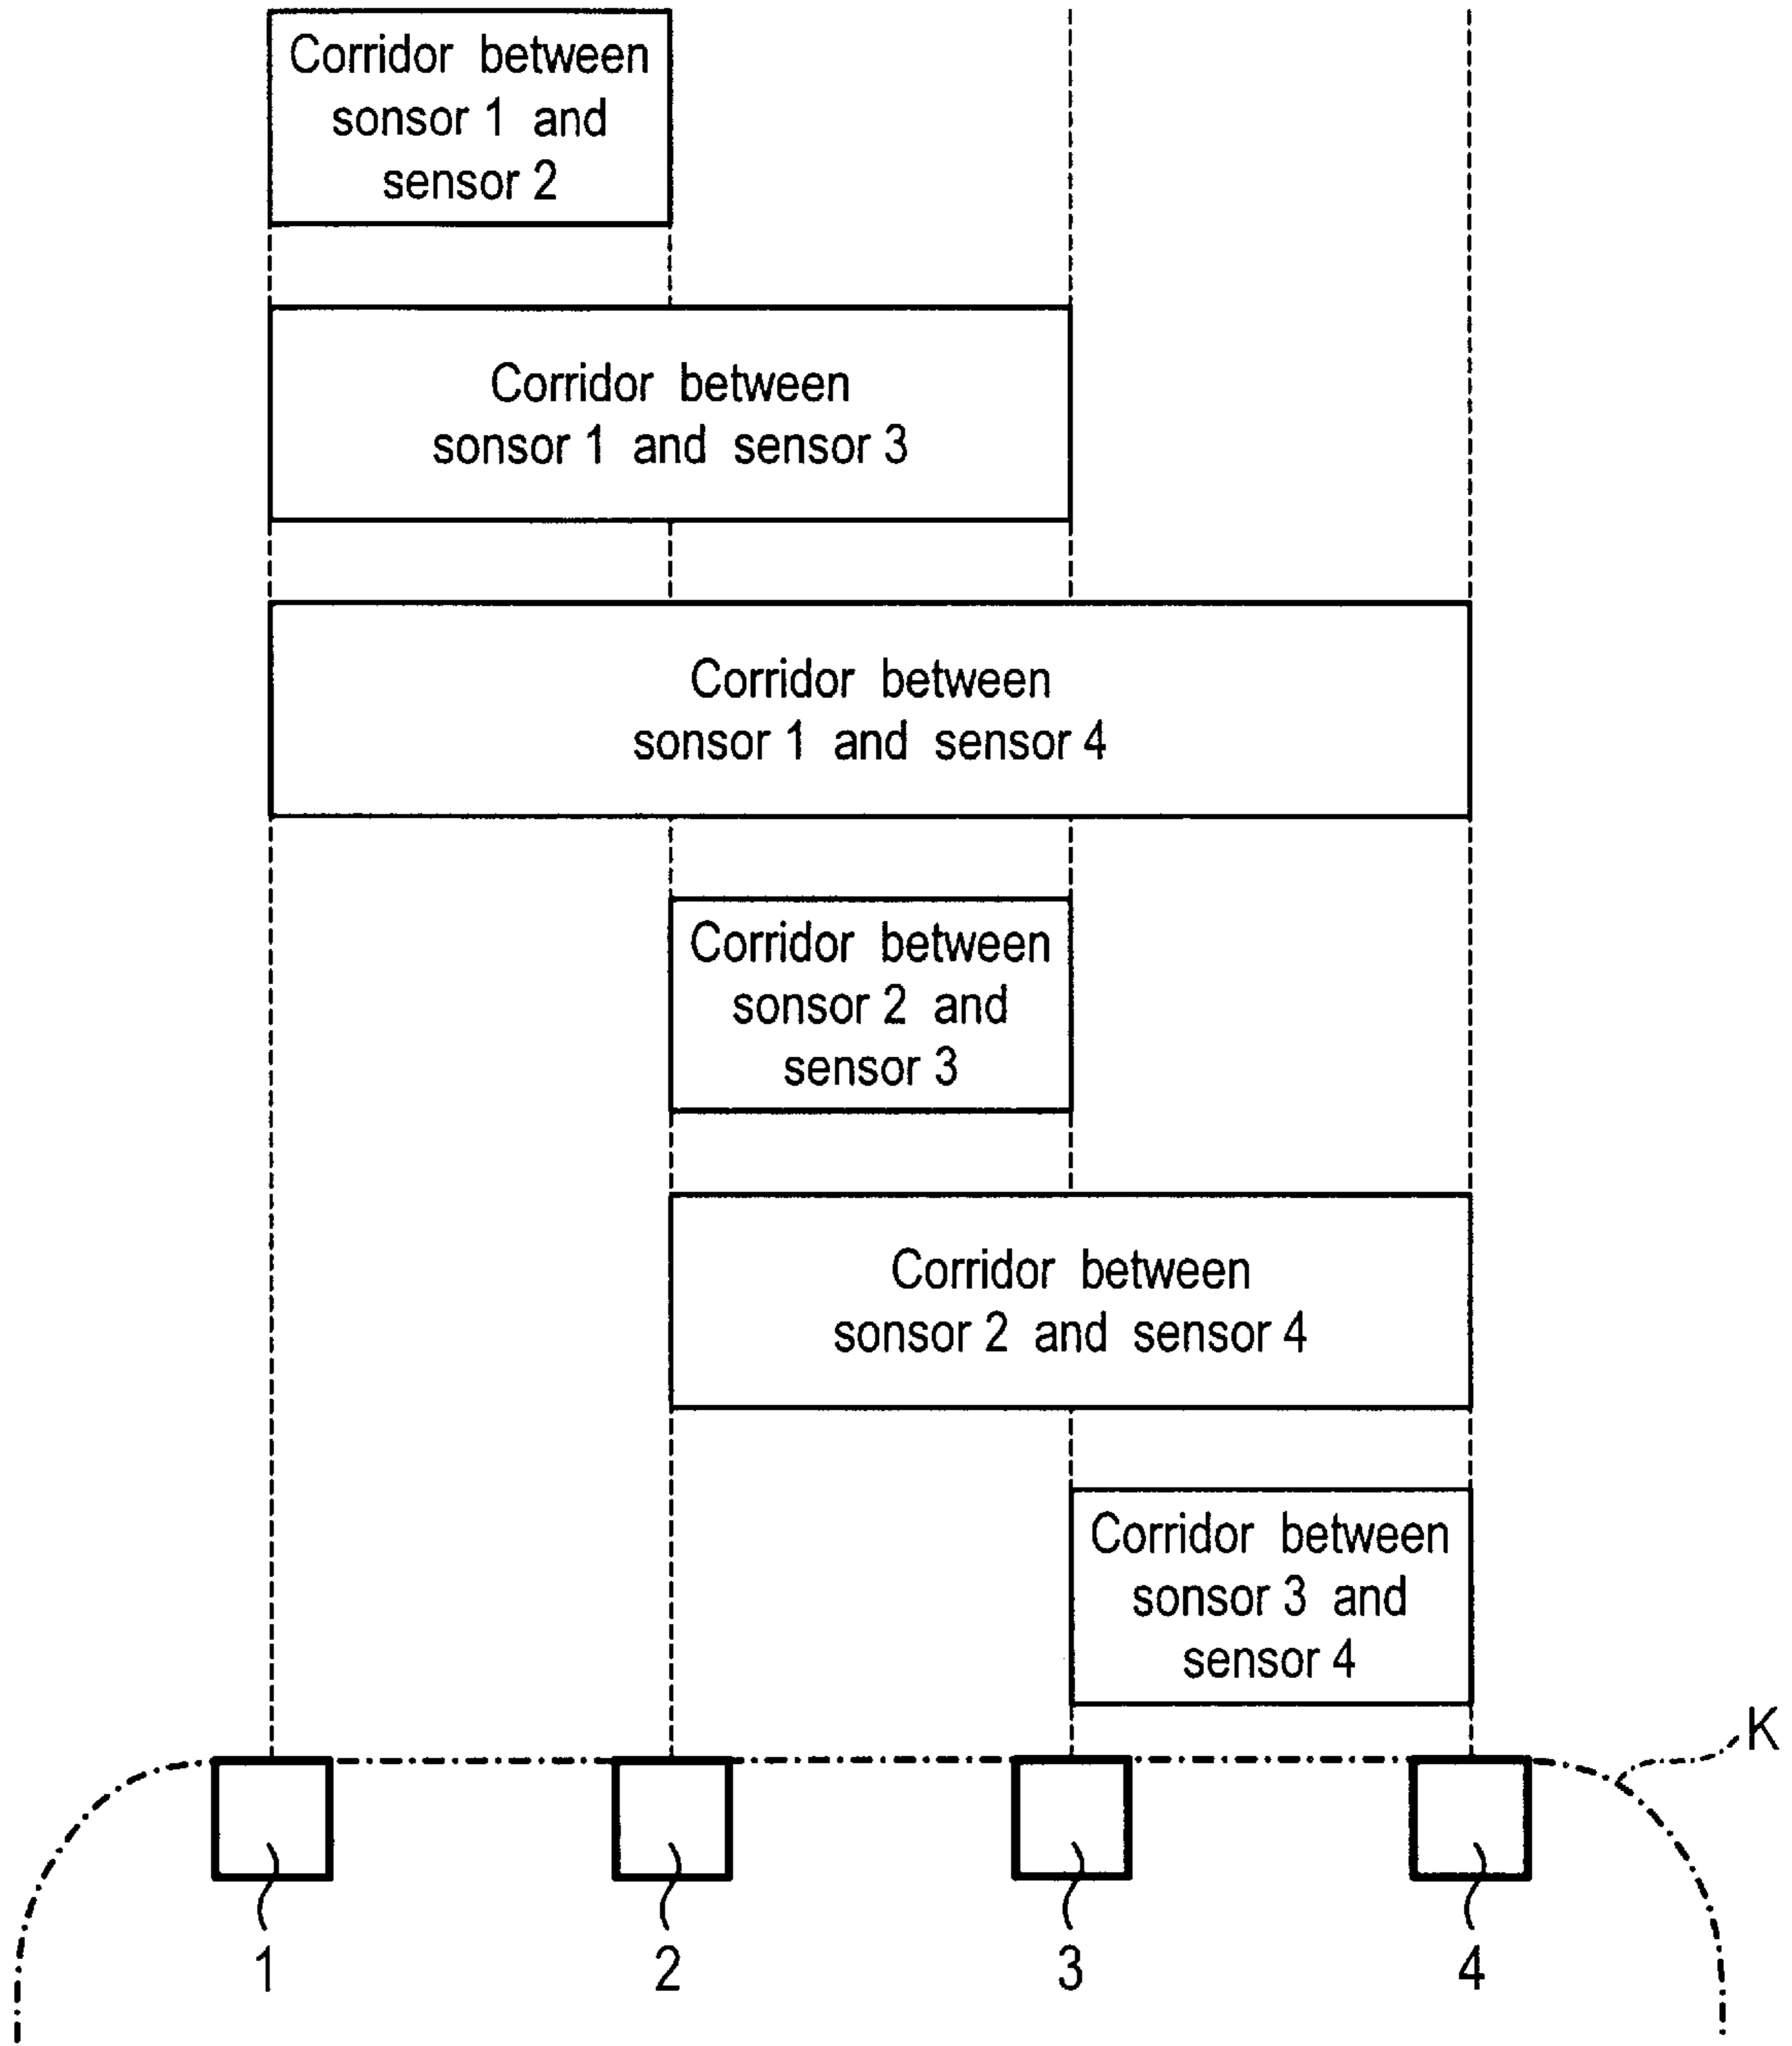 Corridor between
sonsor 1 and
sensor 2
Corridor between
sonsor 1 and sensor 3
Corridor between
sonsor 1 and sensor 4
Corridor between
sonsor 2 and
sensor 3
Corridor between
sonsor 2 and sensor 4
Corridor between
sonsor 3 and
sensor 4
K
1 2 3 4